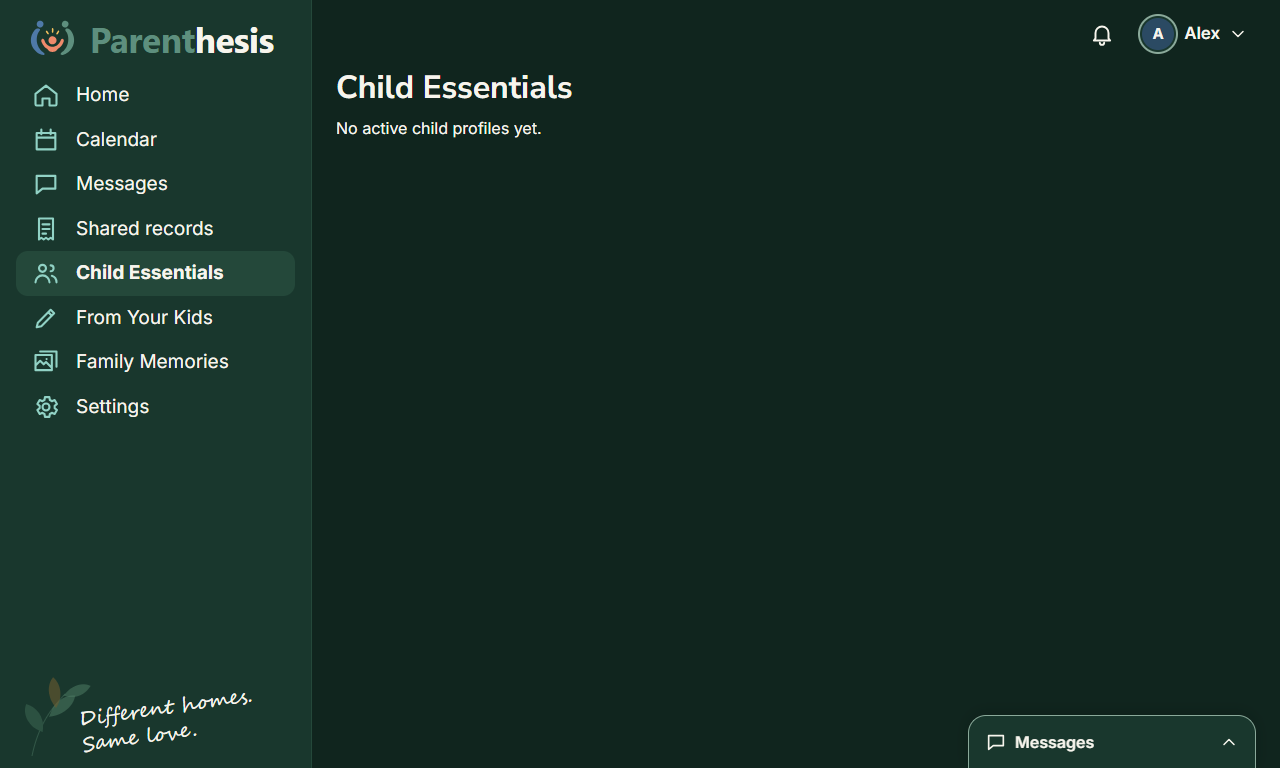 Parenthesis
Home
Calendar
Messages
Shared records
Child Essentials
From Your Kids
Family Memories
Settings
Different homes.
Same love.
A Alex
Child Essentials
No active child profiles yet.
Messages